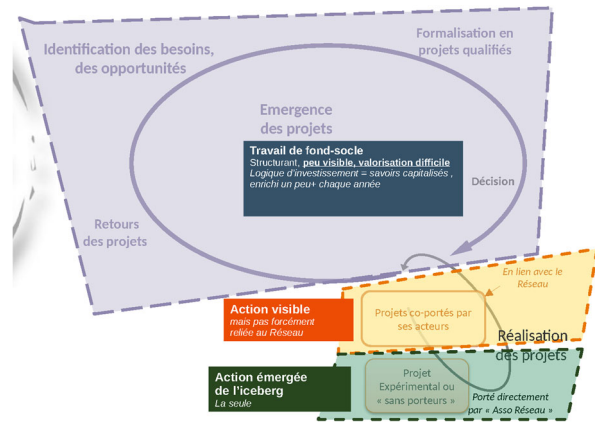 Formalisation en
projets qualifiés
Identification des besoins,
des opportunités
Emergence
des projets
Travail de fond-socle
Structurant, peu visible, valorisation difficile
Logique d'investissement = savoirs capitalisés ,
enrichi un peu+ chaque année
Décision
Retours
des projets
En lien avec le
Réseau
Action visible
mais pas forcément
reliée au Réseau
Projets co-portés par
ses acteurs
Réalisation
des projets
Action émergée
de l'iceberg
La seule
Projet
Expérimental ou
« sans porteurs »
Porté directement
par « Asso Réseau »